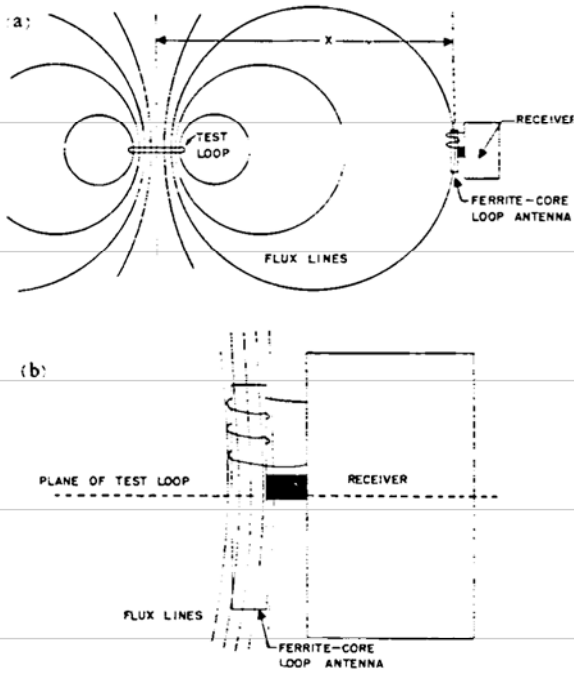 (a)
X
TEST
LOOP
RECEIVER
FERRITE-CORE
LOOP ANTENNA
FLUX LINES
(b)
PLANE OF TEST LOOP
RECEIVER
FLUX LINES
FERRITE-CORE
LOOP ANTENNA